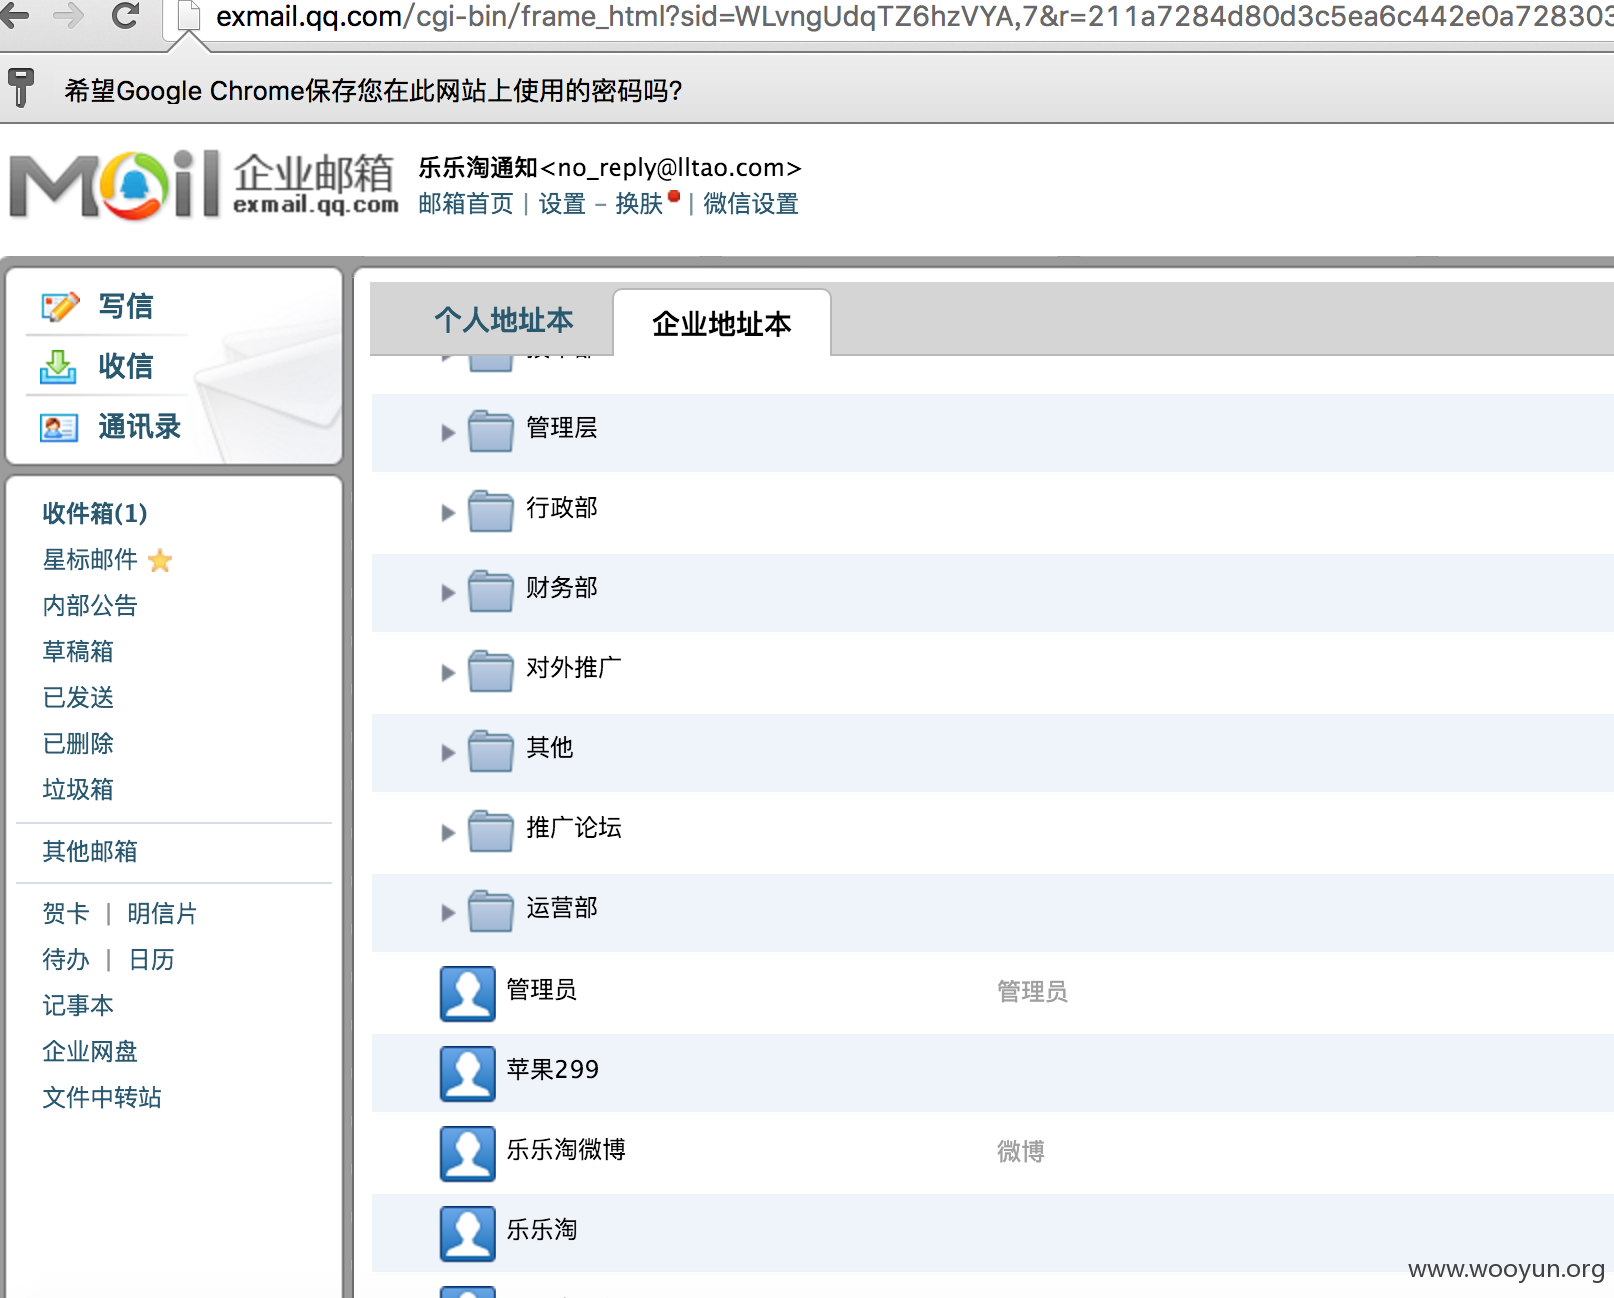 exmail.qq.com/cgi-bin/frame_html?sid=WLvngUdqTZ6hzVYA,7&r=211a7284d80d3c5ea6c442e0a728303
希望Google Chrome保存您在此网站上使用的密码吗?
Mail 企业邮箱
exmail.qq.com
乐乐淘通知<no_reply@lltao.com>
邮箱首页 | 设置 - 换肤 | 微信设置
写信
收信
通讯录
收件箱(1)
星标邮件
内部公告
草稿箱
已发送
已删除
垃圾箱
其他邮箱
贺卡 | 明信片
待办 | 日历
记事本
企业网盘
文件中转站
个人地址本
企业地址本
管理层
行政部
财务部
对外推广
其他
推广论坛
运营部
管理员 管理员
苹果299
乐乐淘微博 微博
乐乐淘
www.wooyun.org